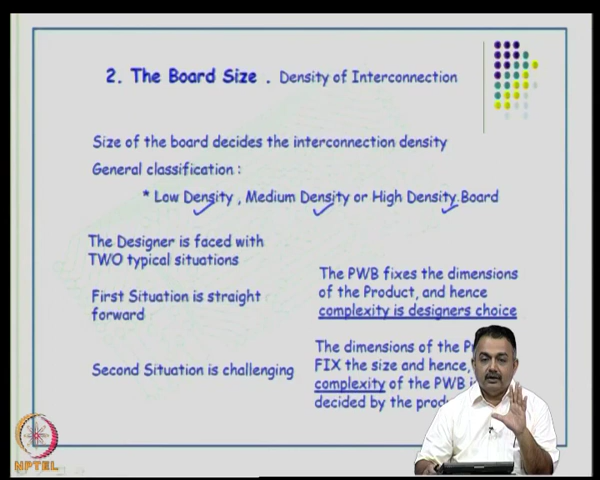 2. The Board Size . Density of Interconnection
Size of the board decides the interconnection density
General classification :
* Low Density , Medium Density or High Density Board
The Designer is faced with
TWO typical situations
First Situation is straight
forward
The PWB fixes the dimensions
of the Product, and hence
complexity is designers choice
Second Situation is challenging
The dimensions of the
FIX the size and hence,
complexity of the PWB
decided by the
NPTEL